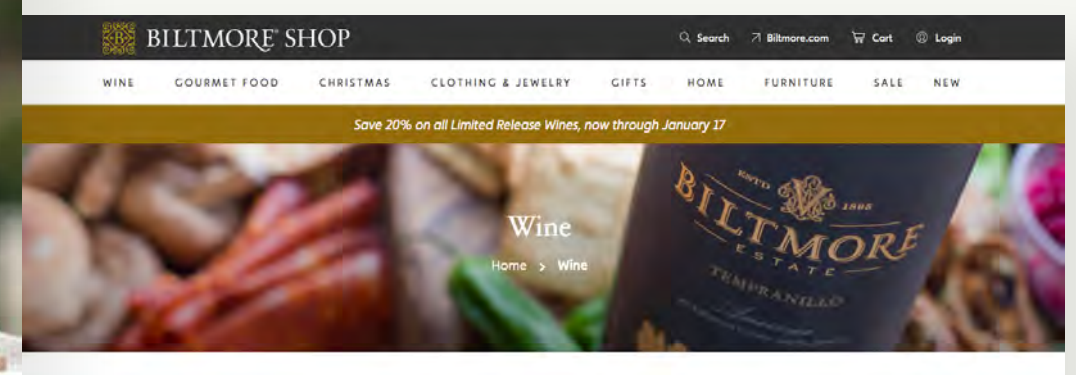 BILTMORE® SHOP
Search Biltmore.com Cart Login
WINE GOURMET FOOD CHRISTMAS CLOTHING & JEWELRY GIFTS HOME FURNITURE SALE NEW
Save 20% on all Limited Release Wines, now through January 17
Wine
Home > Wine
ESTD 1895
BILTMORE
ESTATE
TEMPRANILLO